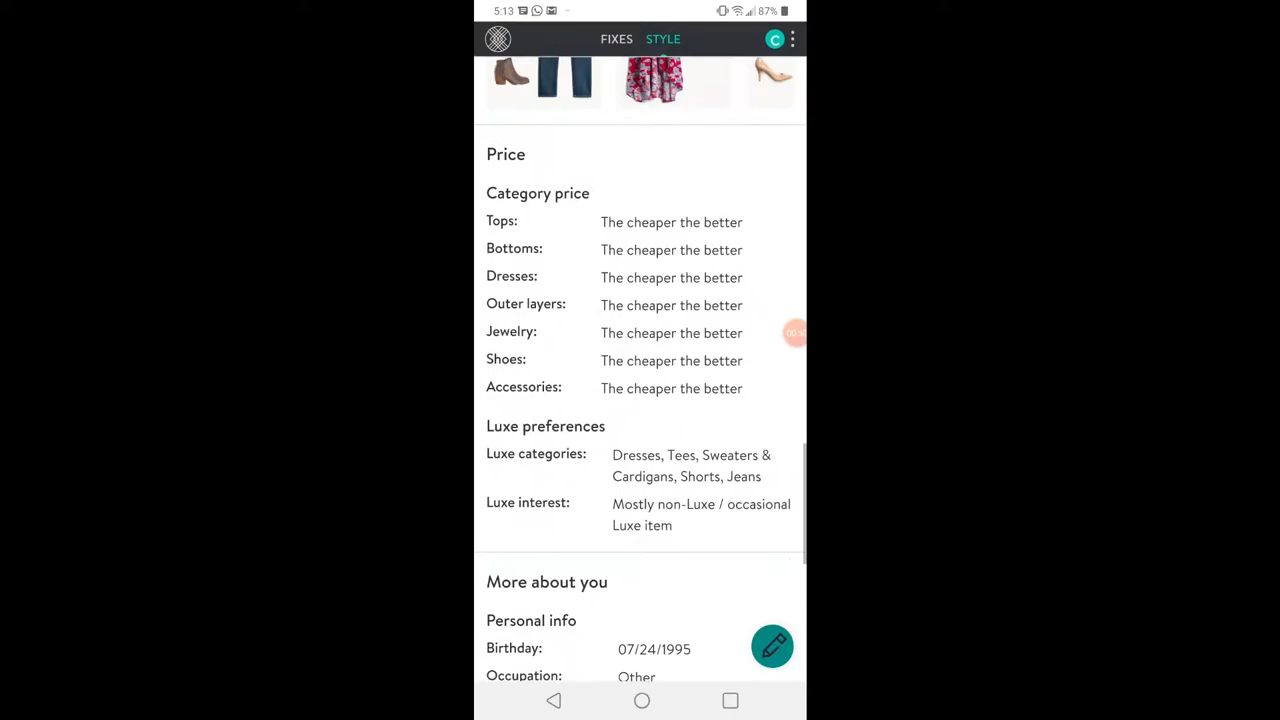 5:13 87%
FIXES STYLE C
Price
Category price
Tops: The cheaper the better
Bottoms: The cheaper the better
Dresses: The cheaper the better
Outer layers: The cheaper the better
Jewelry: The cheaper the better
Shoes: The cheaper the better
Accessories: The cheaper the better
Luxe preferences
Luxe categories: Dresses, Tees, Sweaters &
Cardigans, Shorts, Jeans
Luxe interest: Mostly non-Luxe / occasional
Luxe item
More about you
Personal info
Birthday: 07/24/1995
Occupation: Other